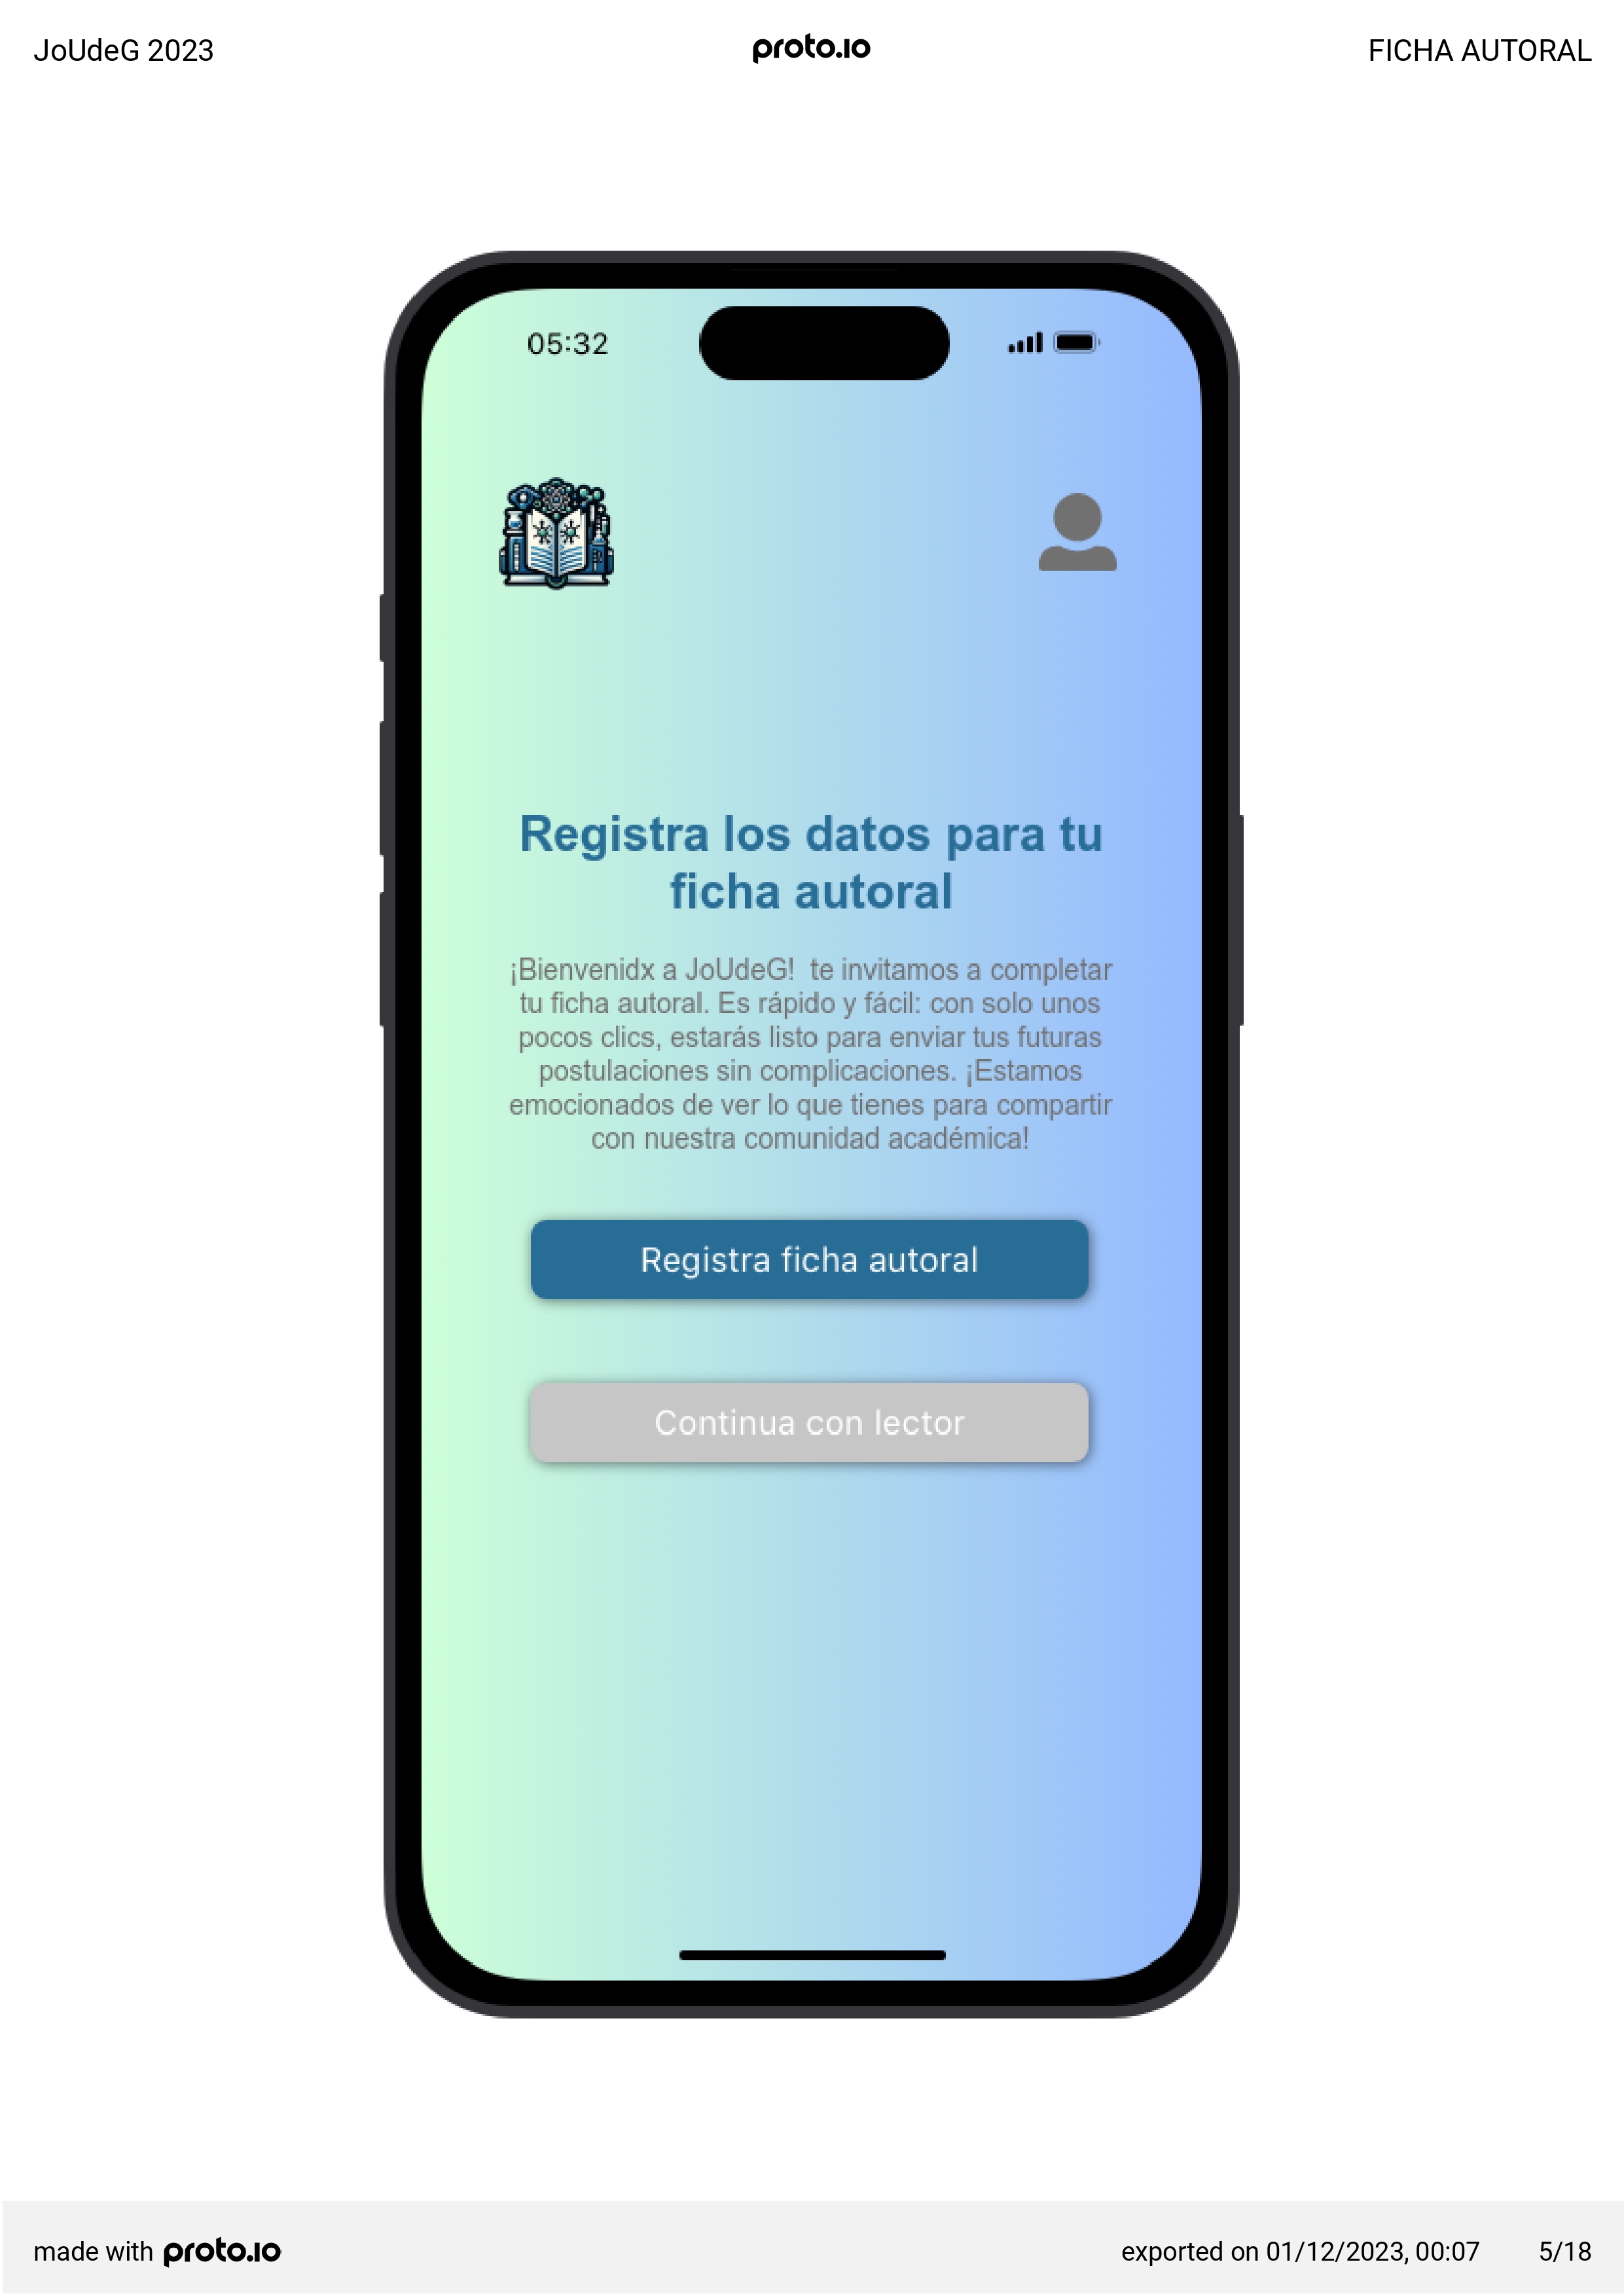 JoUdeG 2023
proto.io
FICHA AUTORAL
05:32
Registra los datos para tu
ficha autoral
¡Bienvenidx a JoUdeG!  te invitamos a completar
tu ficha autoral. Es rápido y fácil: con solo unos
pocos clics, estarás listo para enviar tus futuras
postulaciones sin complicaciones. ¡Estamos
emocionados de ver lo que tienes para compartir
con nuestra comunidad académica!
Registra ficha autoral
Continua con lector
made with proto.io
exported on 01/12/2023, 00:07
5/18